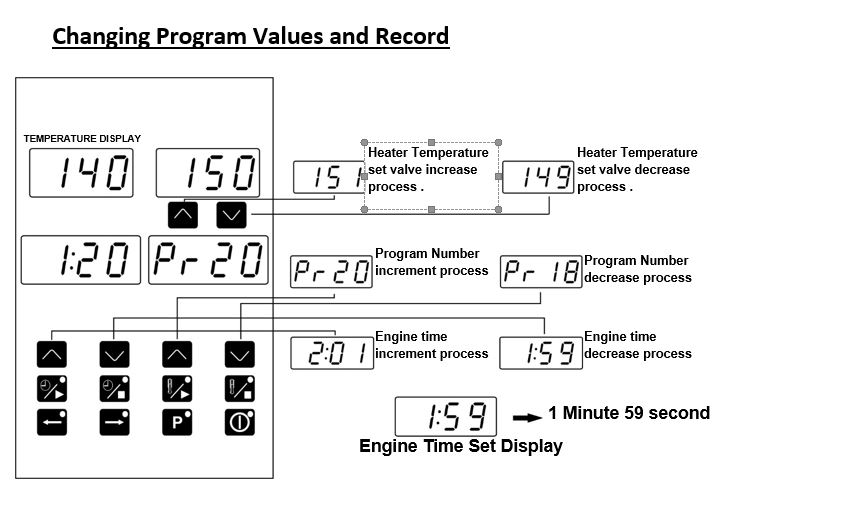 Changing Program Values and Record
TEMPERATURE DISPLAY
140
150
151
Heater Temperature
set valve increase
process .
149
Heater Temperature
set valve decrease
process .
1:20
Pr 20
Pr 20
Program Number
increment process
Pr 18
Program Number
decrease process
2:01
Engine time
increment process
1:59
Engine time
decrease process
P
1:59
1 Minute 59 second
Engine Time Set Display